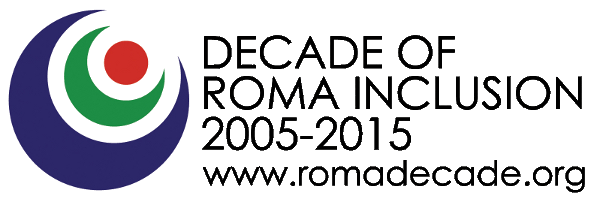 DECADE OF
ROMA INCLUSION
2005-2015
www.romadecade.org